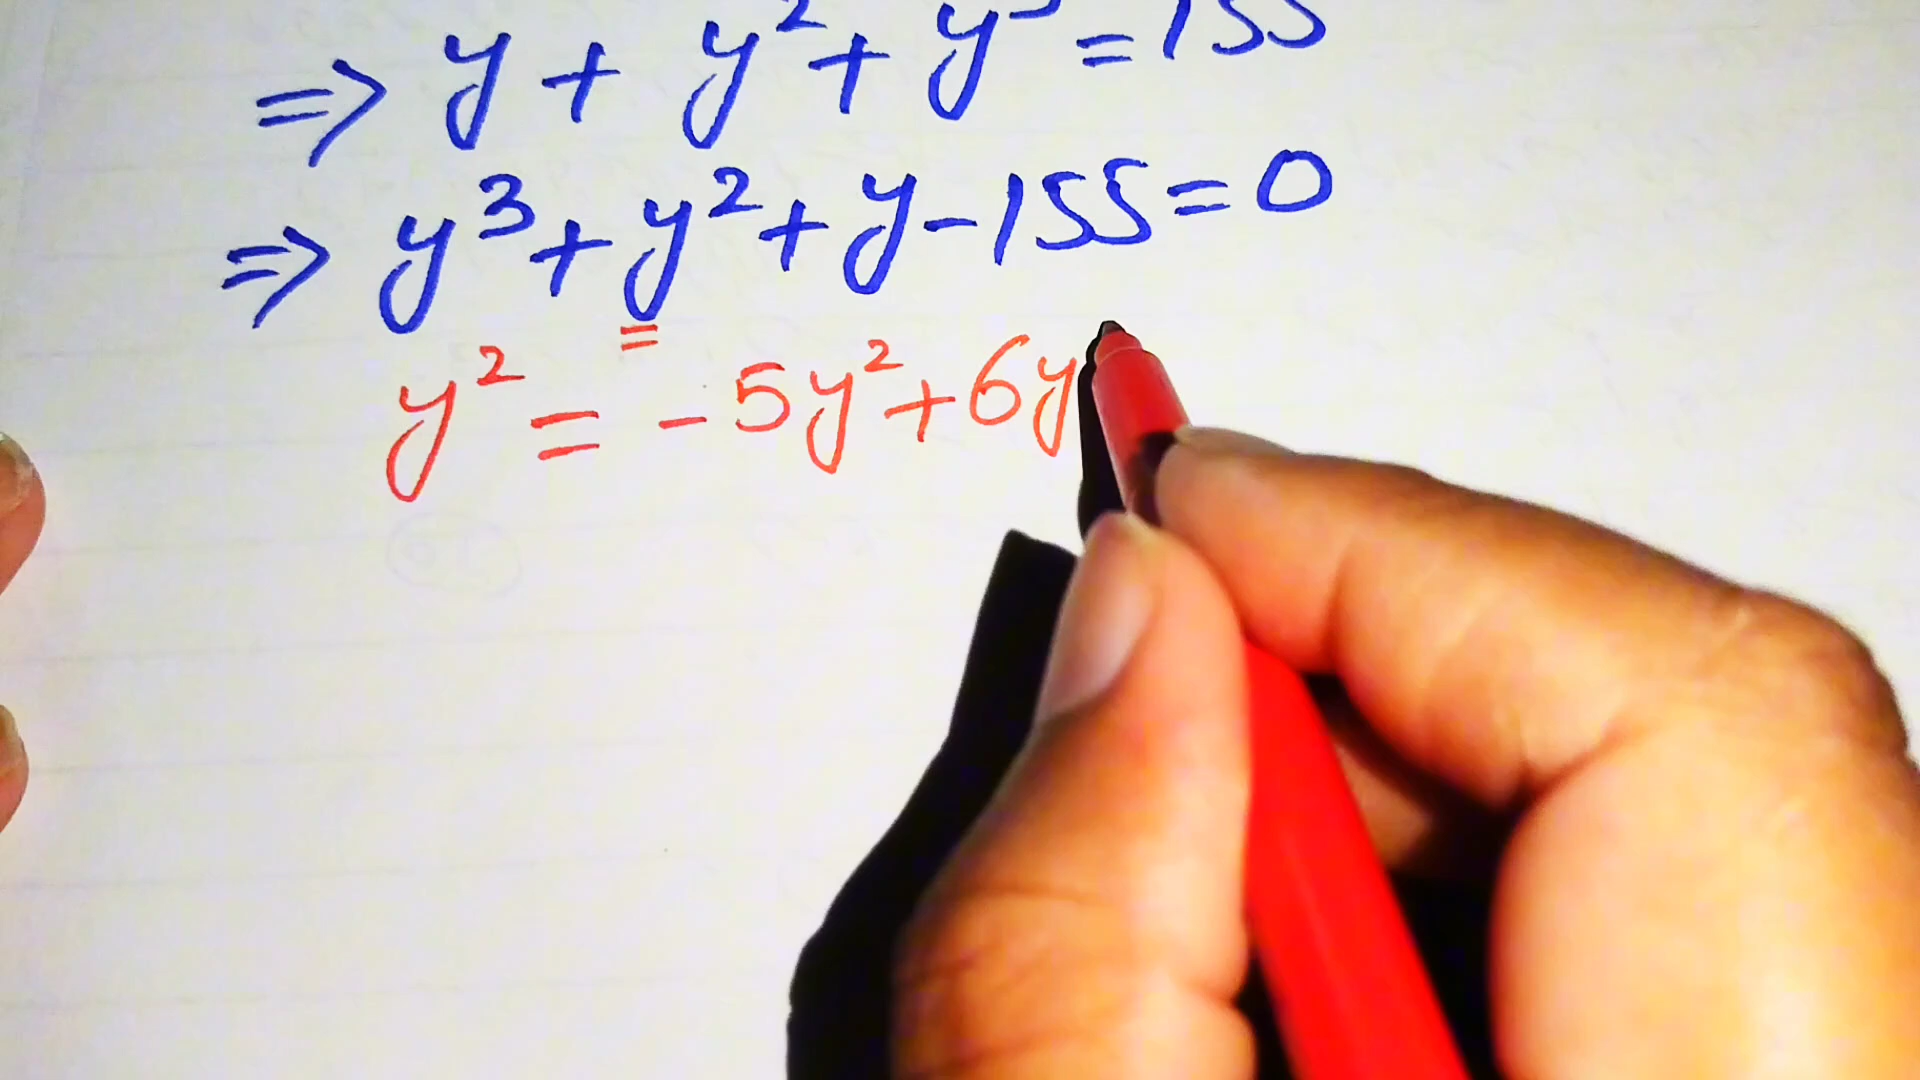 ⇒ y + y² + y³ = 155
⇒ y³ + y² + y - 155 = 0
y² = - 5y² + 6y